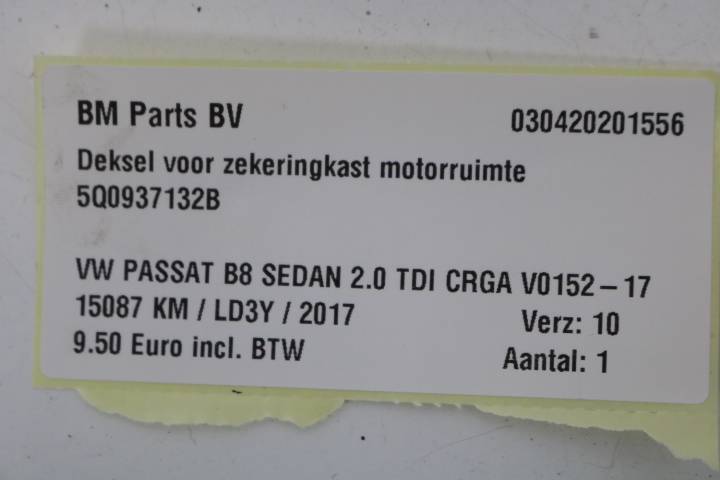 BM Parts BV 030420201556
Deksel voor zekeringkast motorruimte
5Q0937132B
VW PASSAT B8 SEDAN 2.0 TDI CRGA V0152-17
15087 KM / LD3Y / 2017 Verz: 10
9.50 Euro incl. BTW Aantal: 1